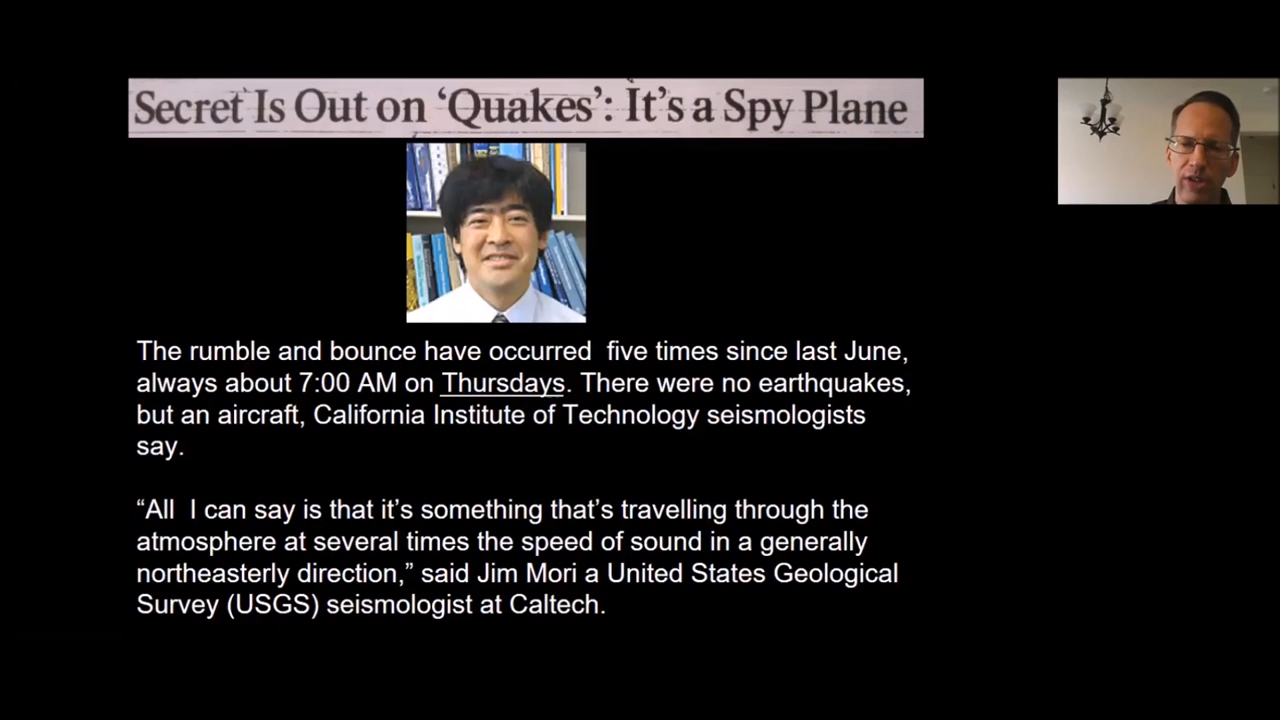 Secret Is Out on ‘Quakes’: It’s a Spy Plane
The rumble and bounce have occurred  five times since last June,
always about 7:00 AM on Thursdays. There were no earthquakes,
but an aircraft, California Institute of Technology seismologists
say.
“All  I can say is that it’s something that’s travelling through the
atmosphere at several times the speed of sound in a generally
northeasterly direction,” said Jim Mori a United States Geological
Survey (USGS) seismologist at Caltech.